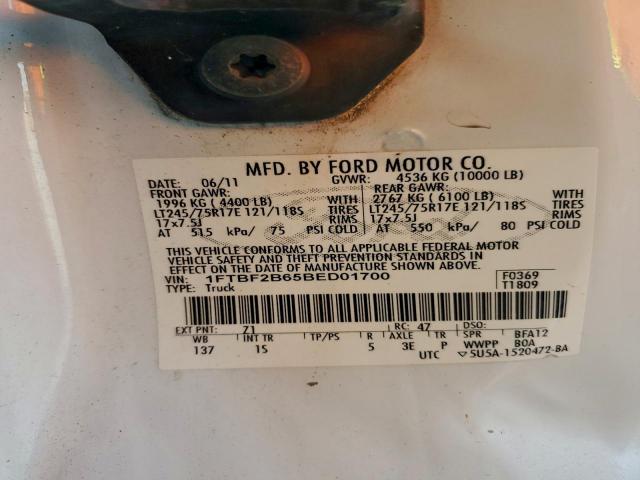 MFD. BY FORD MOTOR CO.
DATE: 06/11 GVWR: 4536 KG (10000 LB)
FRONT GAWR: REAR GAWR:
1996 KG ( 4400 LB) 2767 KG ( 6100 LB)
LT245/75R17E 121/118S TIRES LT245/75R17E 121/118S TIRES
17x7.5J RIMS 17x7.5J RIMS
AT 515 kPa/ 75 PSI COLD AT 550 kPa/ 80 PSI COLD
THIS VEHICLE CONFORMS TO ALL APPLICABLE FEDERAL MOTOR
VEHICLE SAFETY AND THEFT PREVENTION STANDARDS IN
EFFECT ON THE DATE OF MANUFACTURE SHOWN ABOVE.
VIN: 1FTBF2B65BED01700 F0369
TYPE: Truck T1809
EXT PNT: Z1 RC: 47 DSO:
WB INT TR TP/PS R AXLE TR SPR BFA12
137 1S 5 3E P WWPP B0A
UTC 5U5A-1520472-BA